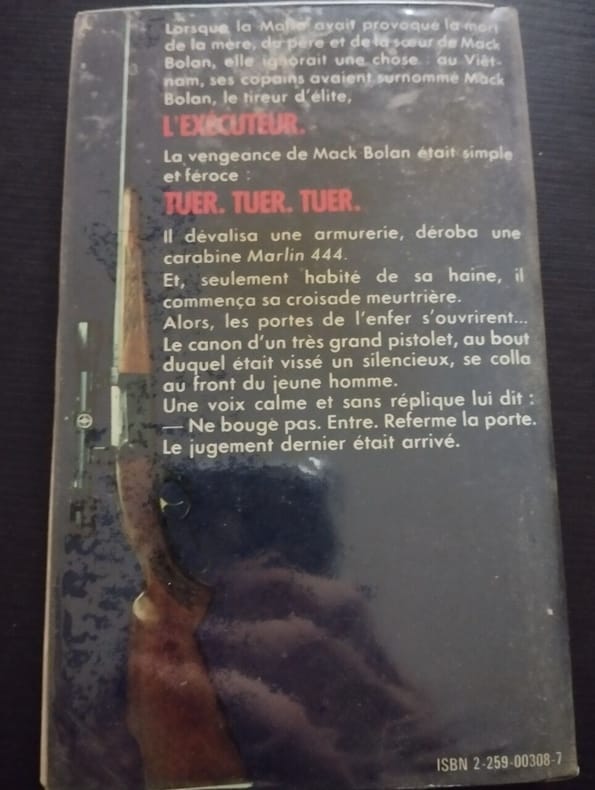 Lorsque la Mafia avait provoqué la mort
de la mère, du père et de la sœur de Mack
Bolan, elle ignorait une chose : au Viêt-
nam, ses copains avaient surnommé Mack
Bolan, le tireur d'élite,
L'EXÉCUTEUR.
La vengeance de Mack Bolan était simple
et féroce :
TUER. TUER. TUER.
Il dévalisa une armurerie, déroba une
carabine Marlin 444.
Et, seulement habité de sa haine, il
commença sa croisade meurtrière.
Alors, les portes de l'enfer s'ouvrirent...
Le canon d'un très grand pistolet, au bout
duquel était vissé un silencieux, se colla
au front du jeune homme.
Une voix calme et sans réplique lui dit :
— Ne bouge pas. Entre. Referme la porte.
Le jugement dernier était arrivé.
ISBN 2-259-00308-7